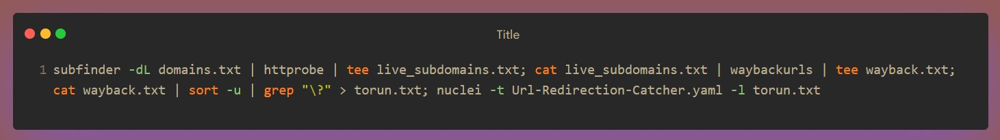 Title
1 subfinder -dL domains.txt | httprobe | tee live_subdomains.txt; cat live_subdomains.txt | waybackurls | tee wayback.txt;
cat wayback.txt | sort -u | grep "\?" > torun.txt; nuclei -t Url-Redirection-Catcher.yaml -l torun.txt